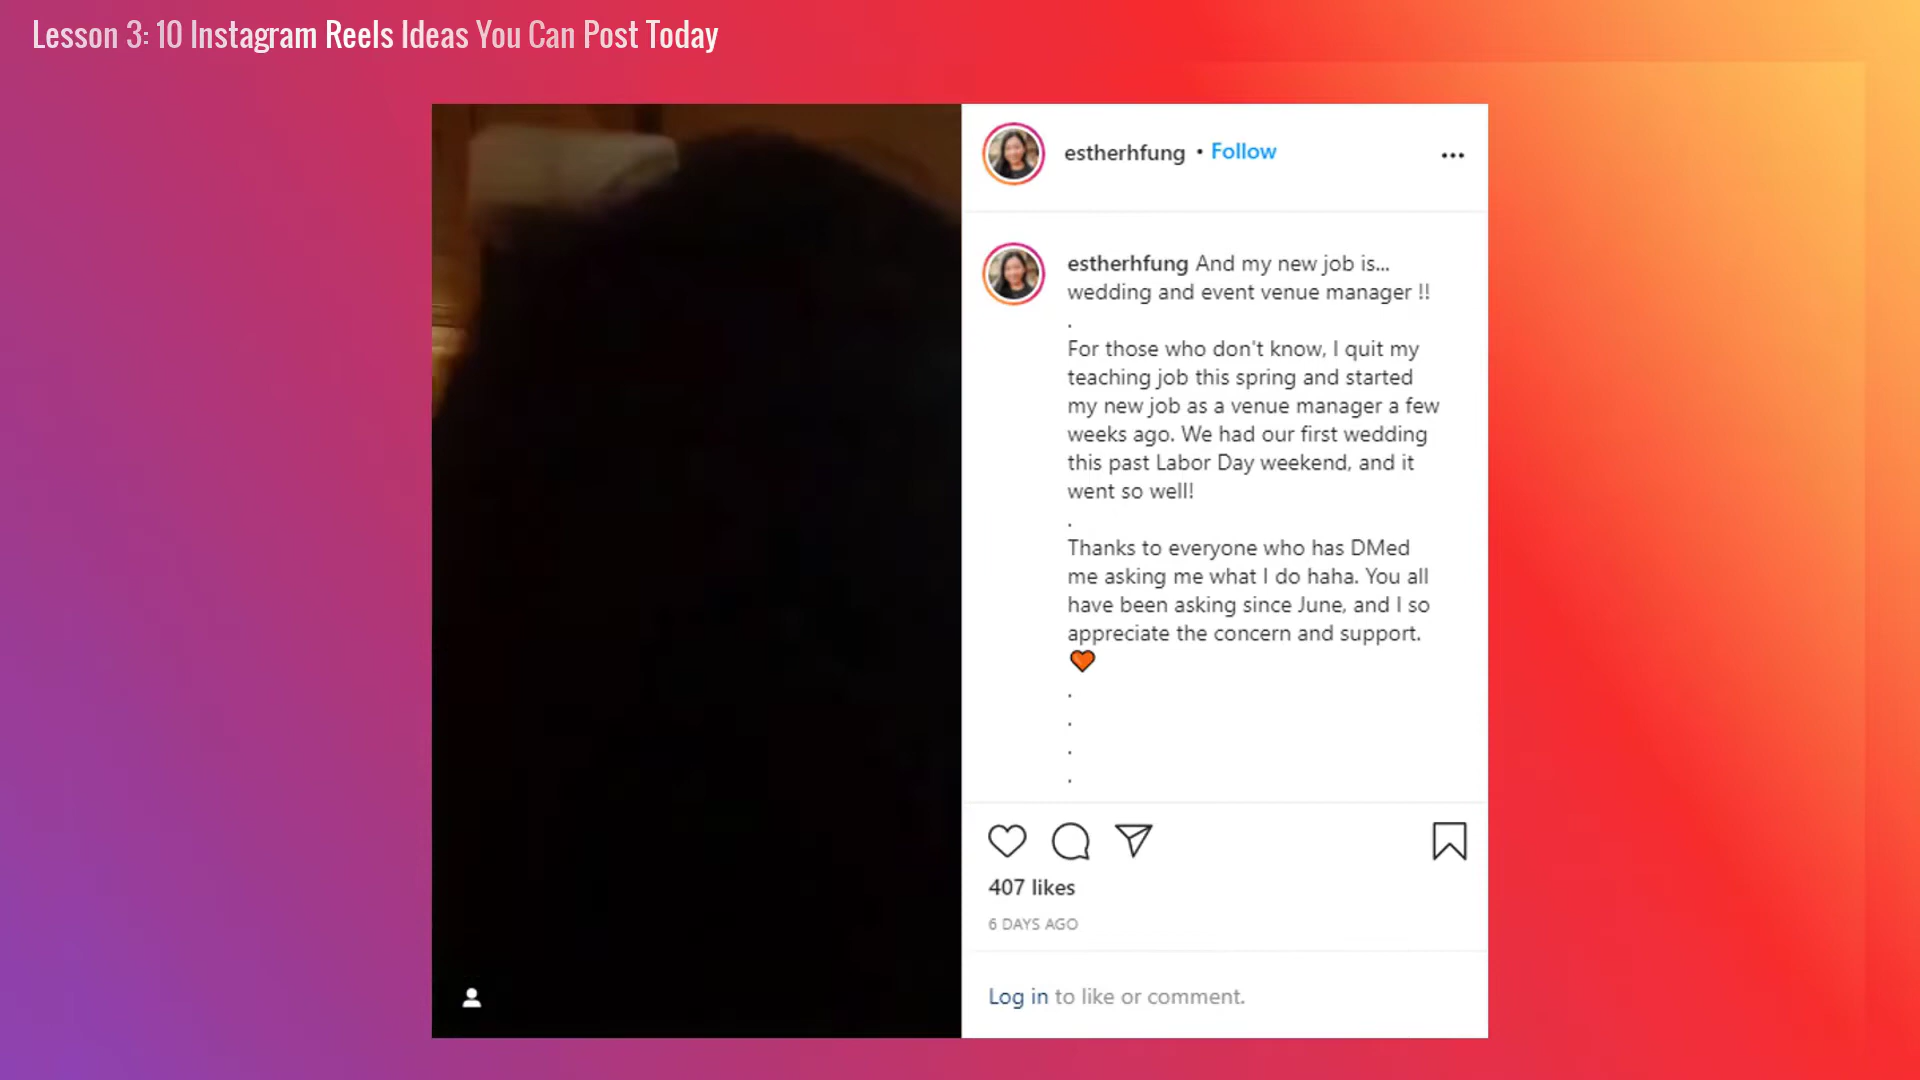 Lesson 3: 10 Instagram Reels Ideas You Can Post Today
estherhfung • Follow
estherhfung And my new job is...
wedding and event venue manager !!
.
For those who don't know, I quit my
teaching job this spring and started
my new job as a venue manager a few
weeks ago. We had our first wedding
this past Labor Day weekend, and it
went so well!
.
Thanks to everyone who has DMed
me asking me what I do haha. You all
have been asking since June, and I so
appreciate the concern and support.
🧡
.
.
.
.
407 likes
6 DAYS AGO
Log in to like or comment.